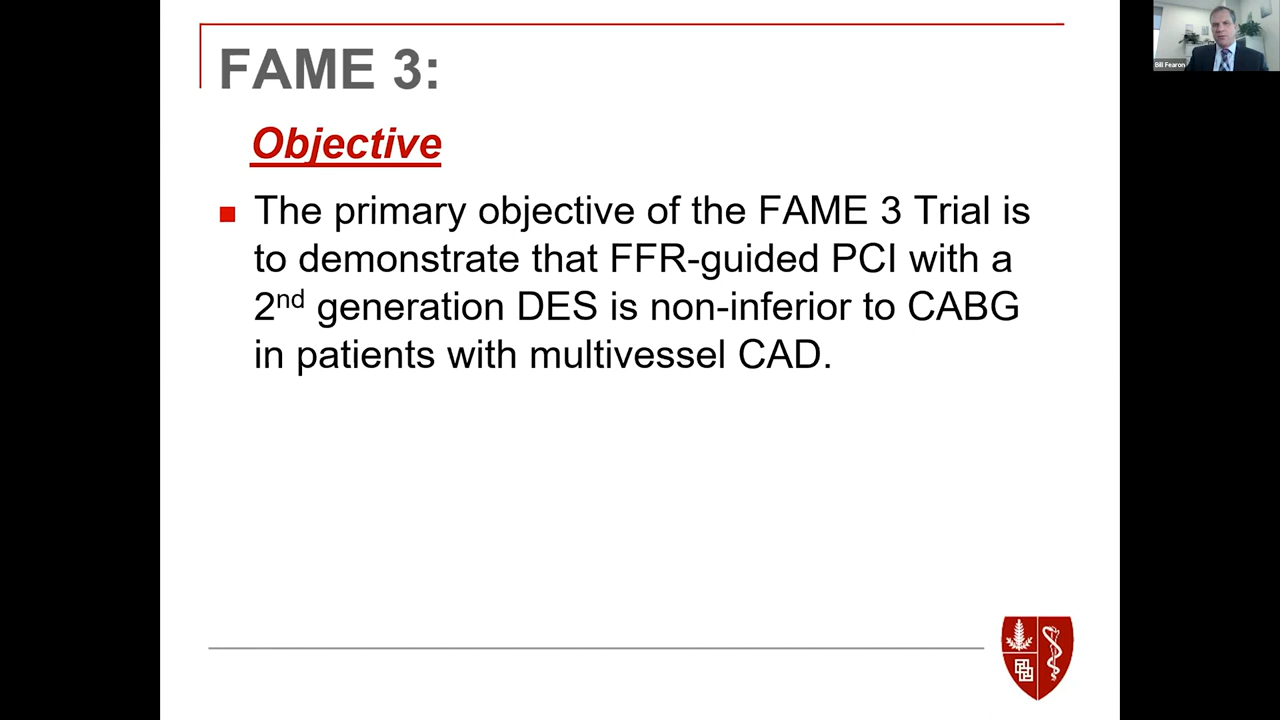 FAME 3:
Objective
The primary objective of the FAME 3 Trial is
to demonstrate that FFR-guided PCI with a
2nd generation DES is non-inferior to CABG
in patients with multivessel CAD.
Bill Fearon